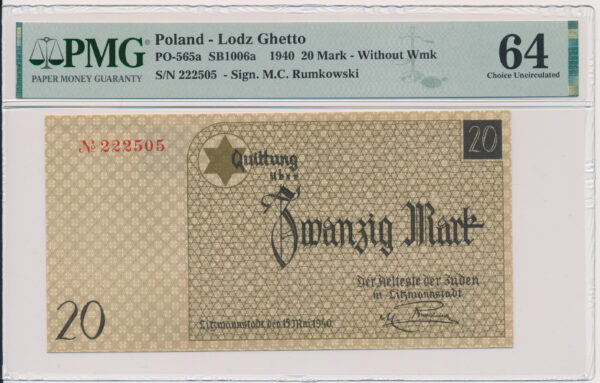 PMG
PAPER MONEY GUARANTY
Poland - Lodz Ghetto
PO-565a SB1006a 1940 20 Mark - Without Wmk
S/N 222505 - Sign. M.C. Rumkowski
64
Choice Uncirculated
№ 222505
20
Quittung
über
Zwanzig Mark
Der Aelteste der Juden
in Litzmannstadt
20
Litzmannstadt, den 15 Mai 1940.